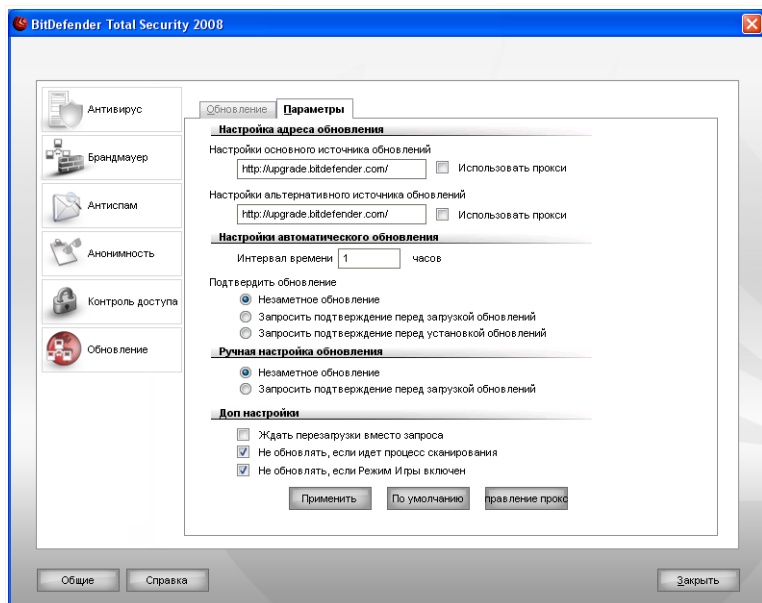 BitDefender Total Security 2008
Антивирус
Брандмауер
Антиспам
Анонимность
Контроль доступа
Обновление
Обновление Параметры
Настройка адреса обновления
Настройки основного источника обновлений
http://upgrade.bitdefender.com/ Использовать прокси
Настройки альтернативного источника обновлений
http://upgrade.bitdefender.com/ Использовать прокси
Настройки автоматического обновления
Интервал времени 1 часов
Подтвердить обновление
Незаметное обновление
Запросить подтверждение перед загрузкой обновлений
Запросить подтверждение перед установкой обновлений
Ручная настройка обновления
Незаметное обновление
Запросить подтверждение перед загрузкой обновлений
Доп настройки
Ждать перезагрузки вместо запроса
Не обновлять, если идет процесс сканирования
Не обновлять, если Режим Игры включен
Применить По умолчанию правление прокс
Общие Справка Закрыть